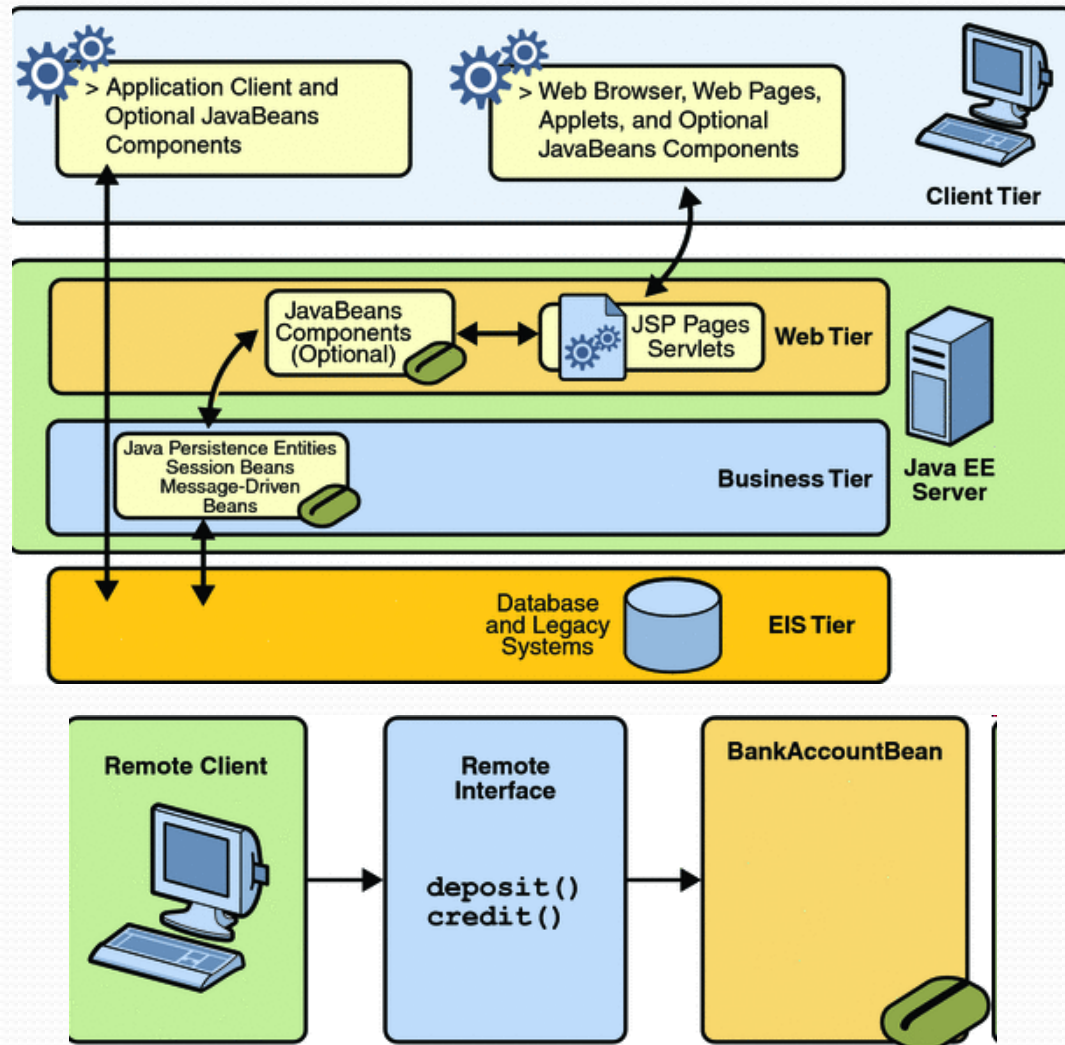 > Application Client and
Optional JavaBeans
Components
> Web Browser, Web Pages,
Applets, and Optional
JavaBeans Components
Client Tier
JavaBeans
Components
(Optional)
JSP Pages
Servlets
Web Tier
Java Persistence Entities
Session Beans
Message-Driven
Beans
Business Tier
Java EE
Server
Database
and Legacy
Systems
EIS Tier
Remote Client
Remote
Interface
deposit()
credit()
BankAccountBean